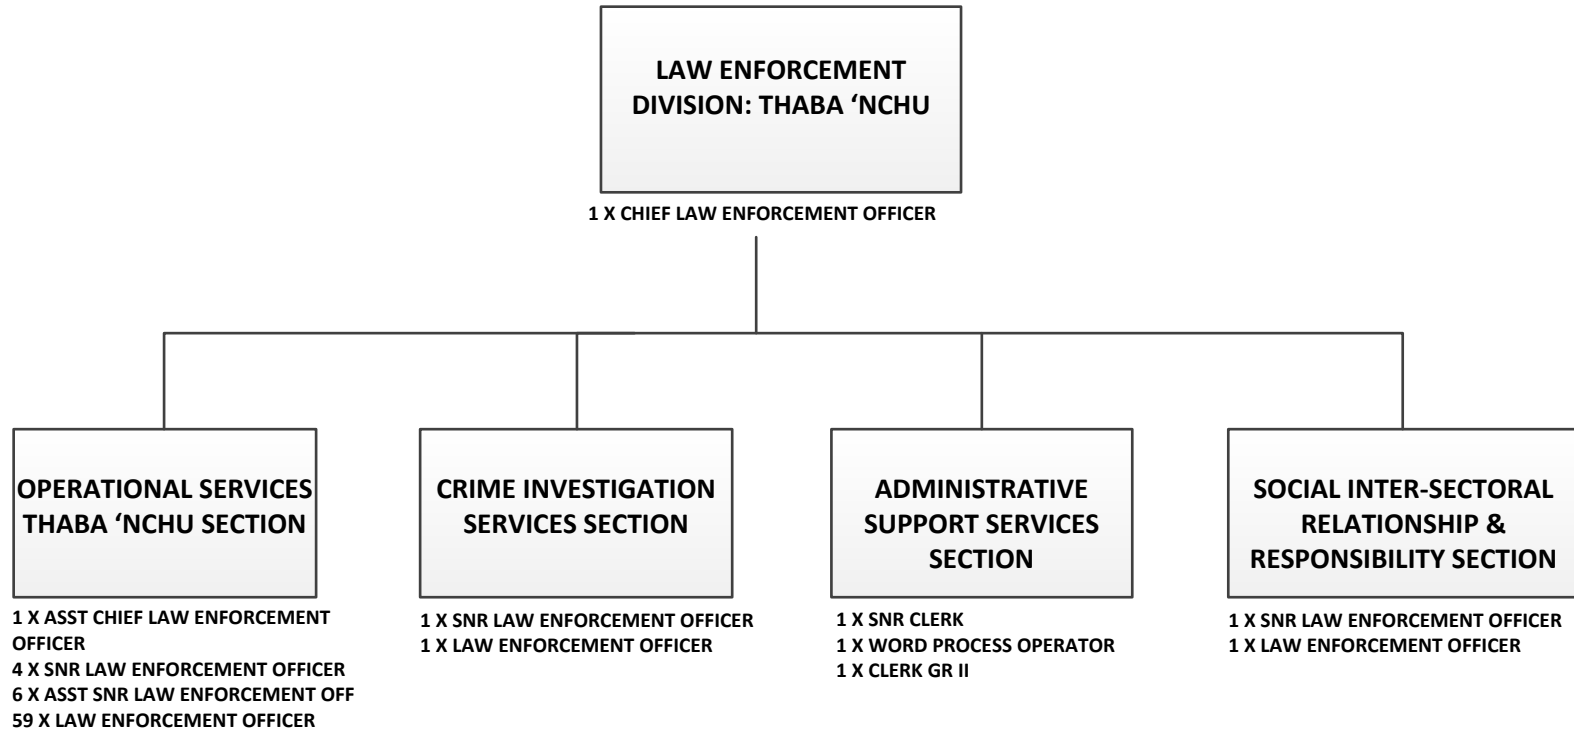 LAW ENFORCEMENT
DIVISION: THABA ‘NCHU
1 X CHIEF LAW ENFORCEMENT OFFICER
OPERATIONAL SERVICES
THABA ‘NCHU SECTION
1 X ASST CHIEF LAW ENFORCEMENT
OFFICER
4 X SNR LAW ENFORCEMENT OFFICER
6 X ASST SNR LAW ENFORCEMENT OFF
59 X LAW ENFORCEMENT OFFICER
CRIME INVESTIGATION
SERVICES SECTION
1 X SNR LAW ENFORCEMENT OFFICER
1 X LAW ENFORCEMENT OFFICER
ADMINISTRATIVE
SUPPORT SERVICES
SECTION
1 X SNR CLERK
1 X WORD PROCESS OPERATOR
1 X CLERK GR II
SOCIAL INTER-SECTORAL
RELATIONSHIP &
RESPONSIBILITY SECTION
1 X SNR LAW ENFORCEMENT OFFICER
1 X LAW ENFORCEMENT OFFICER